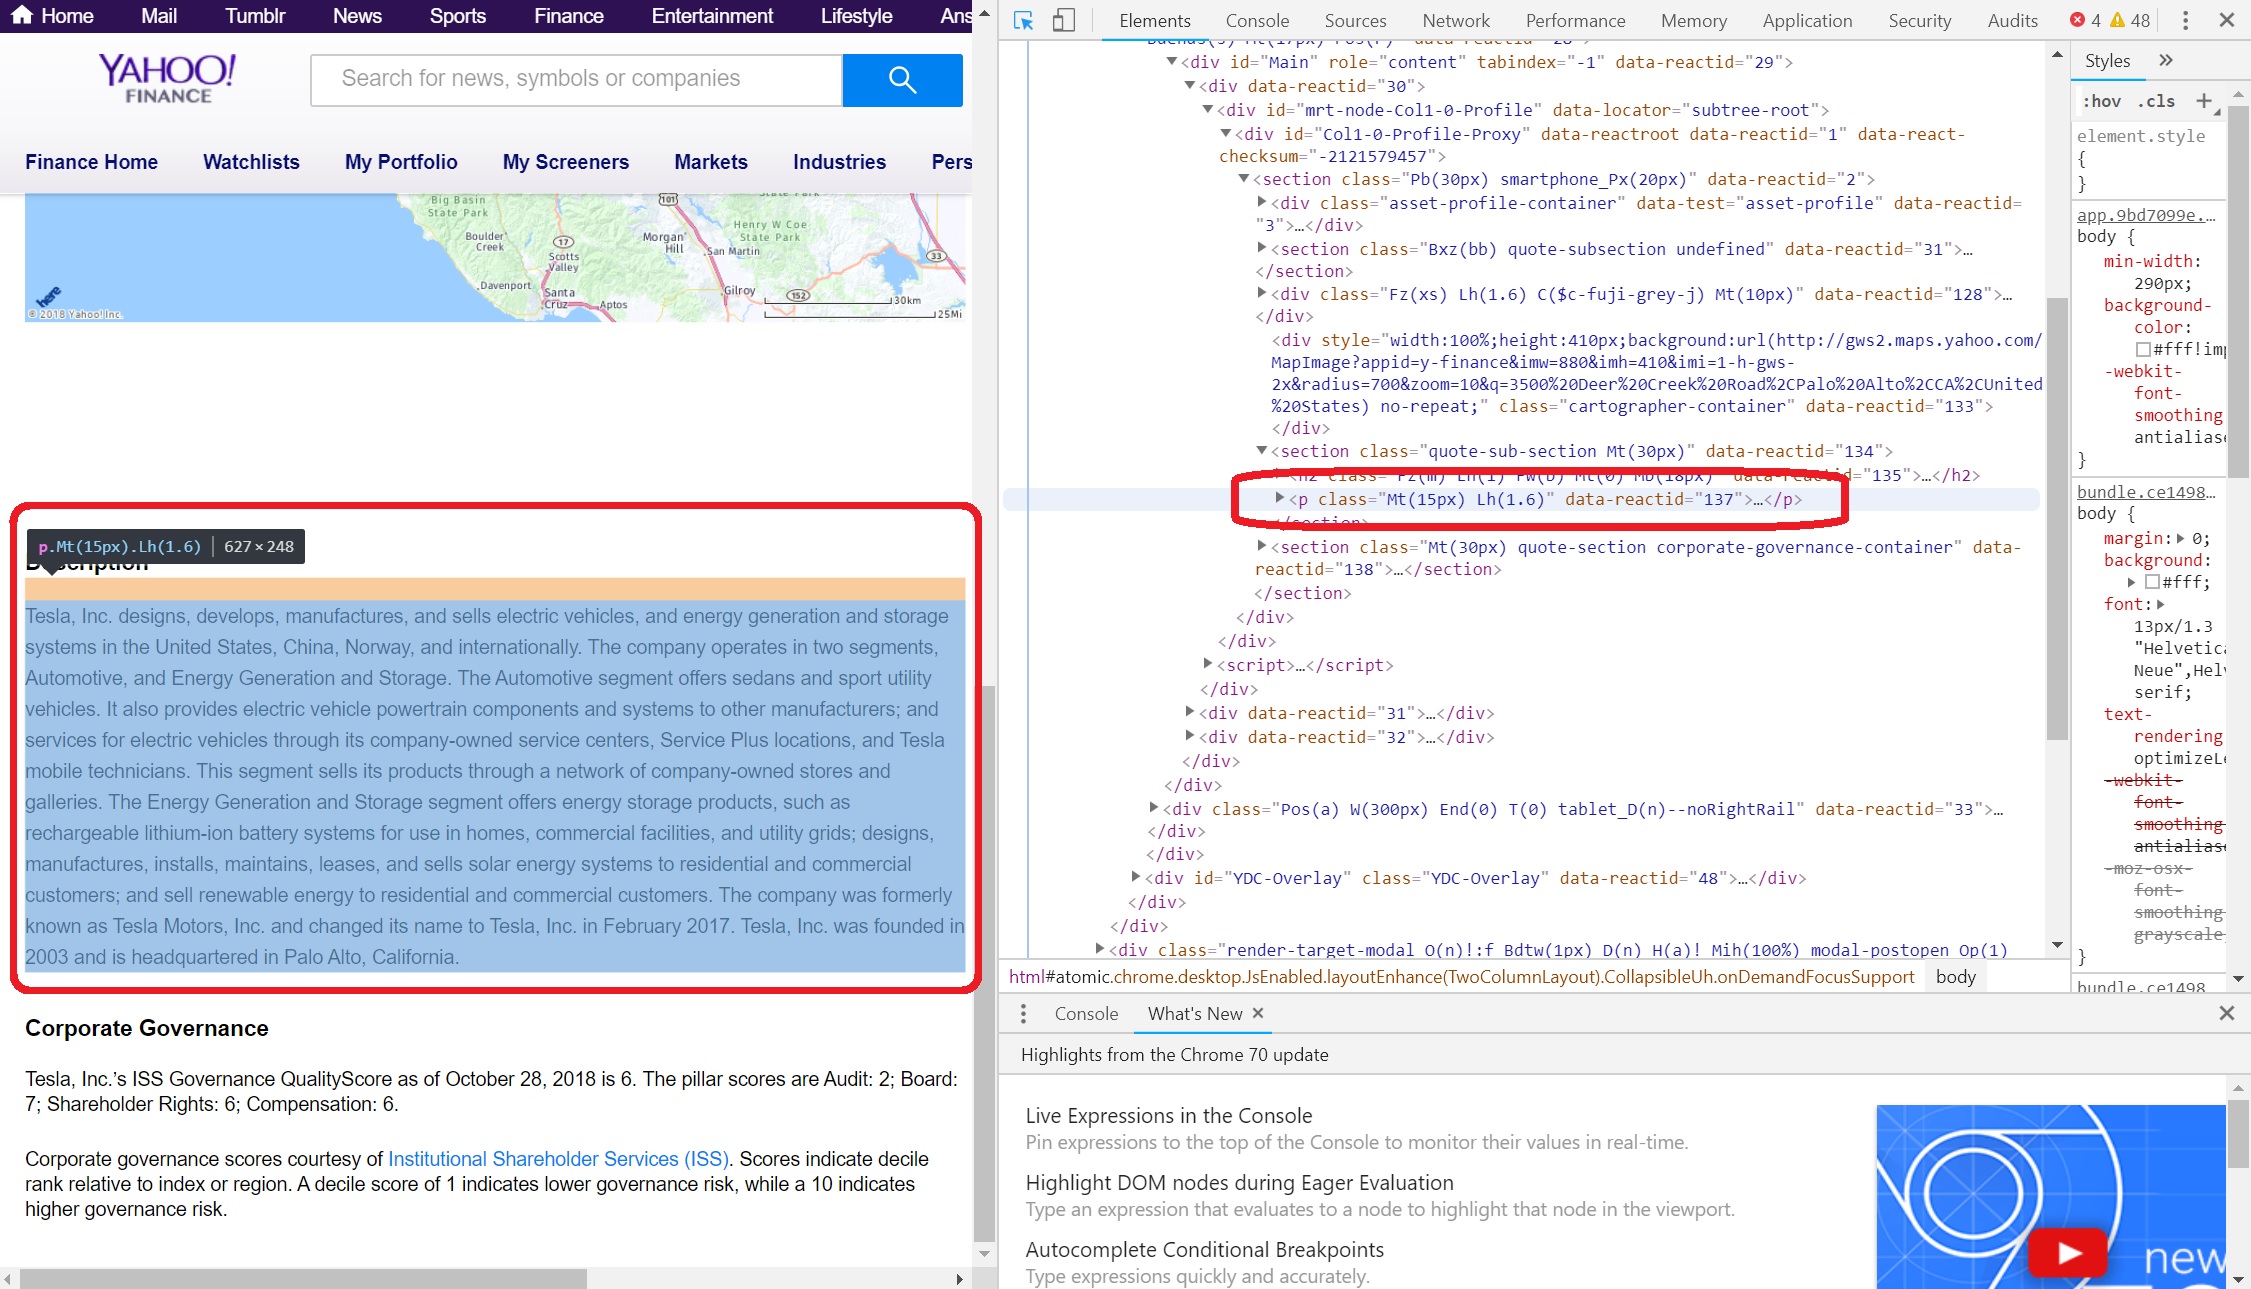 Home Mail Tumblr News Sports Finance Entertainment Lifestyle Ans
YAHOO!
FINANCE
Search for news, symbols or companies
Finance Home Watchlists My Portfolio My Screeners Markets Industries Pers
Big Basin
State Park
101
State Park
Henry W Coe
State Park
Boulder
Creek
17
Morgan
Hill
San Martin
Scotts
Valley
33
Davenport
Santa
Cruz
Aptos
Gilroy
152
30km
25Mi
here
© 2018 Yahoo! Inc.
p.Mt(15px).Lh(1.6) 627 × 248
Description
Tesla, Inc. designs, develops, manufactures, and sells electric vehicles, and energy generation and storage
systems in the United States, China, Norway, and internationally. The company operates in two segments,
Automotive, and Energy Generation and Storage. The Automotive segment offers sedans and sport utility
vehicles. It also provides electric vehicle powertrain components and systems to other manufacturers; and
services for electric vehicles through its company-owned service centers, Service Plus locations, and Tesla
mobile technicians. This segment sells its products through a network of company-owned stores and
galleries. The Energy Generation and Storage segment offers energy storage products, such as
rechargeable lithium-ion battery systems for use in homes, commercial facilities, and utility grids; designs,
manufactures, installs, maintains, leases, and sells solar energy systems to residential and commercial
customers; and sell renewable energy to residential and commercial customers. The company was formerly
known as Tesla Motors, Inc. and changed its name to Tesla, Inc. in February 2017. Tesla, Inc. was founded in
2003 and is headquartered in Palo Alto, California.
Corporate Governance
Tesla, Inc.’s ISS Governance QualityScore as of October 28, 2018 is 6. The pillar scores are Audit: 2; Board:
7; Shareholder Rights: 6; Compensation: 6.
Corporate governance scores courtesy of Institutional Shareholder Services (ISS). Scores indicate decile
rank relative to index or region. A decile score of 1 indicates lower governance risk, while a 10 indicates
higher governance risk.
Elements Console Sources Network Performance Memory Application Security Audits 4 48
<div id="Main" role="content" tabindex="-1" data-reactid="29">
<div data-reactid="30">
<div id="mrt-node-Col1-0-Profile" data-locator="subtree-root">
<div id="Col1-0-Profile-Proxy" data-reactroot data-reactid="1" data-react-
checksum="-2121579457">
<section class="Pb(30px) smartphone_Px(20px)" data-reactid="2">
<div class="asset-profile-container" data-test="asset-profile" data-reactid=
"3">…</div>
<section class="Bxz(bb) quote-subsection undefined" data-reactid="31">…
</section>
<div class="Fz(xs) Lh(1.6) C($c-fuji-grey-j) Mt(10px)" data-reactid="128">…
</div>
<div style="width:100%;height:410px;background:url(http://gws2.maps.yahoo.com/
MapImage?appid=y-finance&imw=880&imh=410&imi=1-h-gws-
2x&radius=700&zoom=10&q=3500%20Deer%20Creek%20Road%2CPalo%20Alto%2CCA%2CUnited
%20States) no-repeat;" class="cartographer-container" data-reactid="133">
</div>
<section class="quote-sub-section Mt(30px)" data-reactid="134">
<h2 class="Fz(m) Lh(1) Fw(b) Mt(0) Mb(18px)" data-reactid="135">…</h2>
<p class="Mt(15px) Lh(1.6)" data-reactid="137">…</p>
</section>
<section class="Mt(30px) quote-section corporate-governance-container" data-
reactid="138">…</section>
</section>
</div>
</div>
<script>…</script>
</div>
<div data-reactid="31">…</div>
<div data-reactid="32">…</div>
</div>
</div>
<div class="Pos(a) W(300px) End(0) T(0) tablet_D(n)--noRightRail" data-reactid="33">…
</div>
</div>
<div id="YDC-Overlay" class="YDC-Overlay" data-reactid="48">…</div>
</div>
</div>
<div class="render-target-modal O(n)!:f Bdtw(1px) D(n) H(a)! Mih(100%) modal-postopen Op(1)
html#atomic.chrome.desktop.JsEnabled.layoutEnhance(TwoColumnLayout).CollapsibleUh.onDemandFocusSupport body
Styles
:hov .cls +
element.style
{
}
app.9bd7099e.…
body {
min-width:
290px;
background-
color:
#fff!imp
-webkit-
font-
smoothing
antialias
}
bundle.ce1498…
body {
margin: 0;
background:
#fff;
font:
13px/1.3
"Helvetica
Neue",Hel
serif;
text-
rendering
optimizeLe
-webkit-
font-
smoothing
antialias
-moz-osx-
font-
smoothing
grayscale
}
bundle.ce1498
Console What's New
Highlights from the Chrome 70 update
Live Expressions in the Console
Pin expressions to the top of the Console to monitor their values in real-time.
Highlight DOM nodes during Eager Evaluation
Type an expression that evaluates to a node to highlight that node in the viewport.
Autocomplete Conditional Breakpoints
Type expressions quickly and accurately.
new